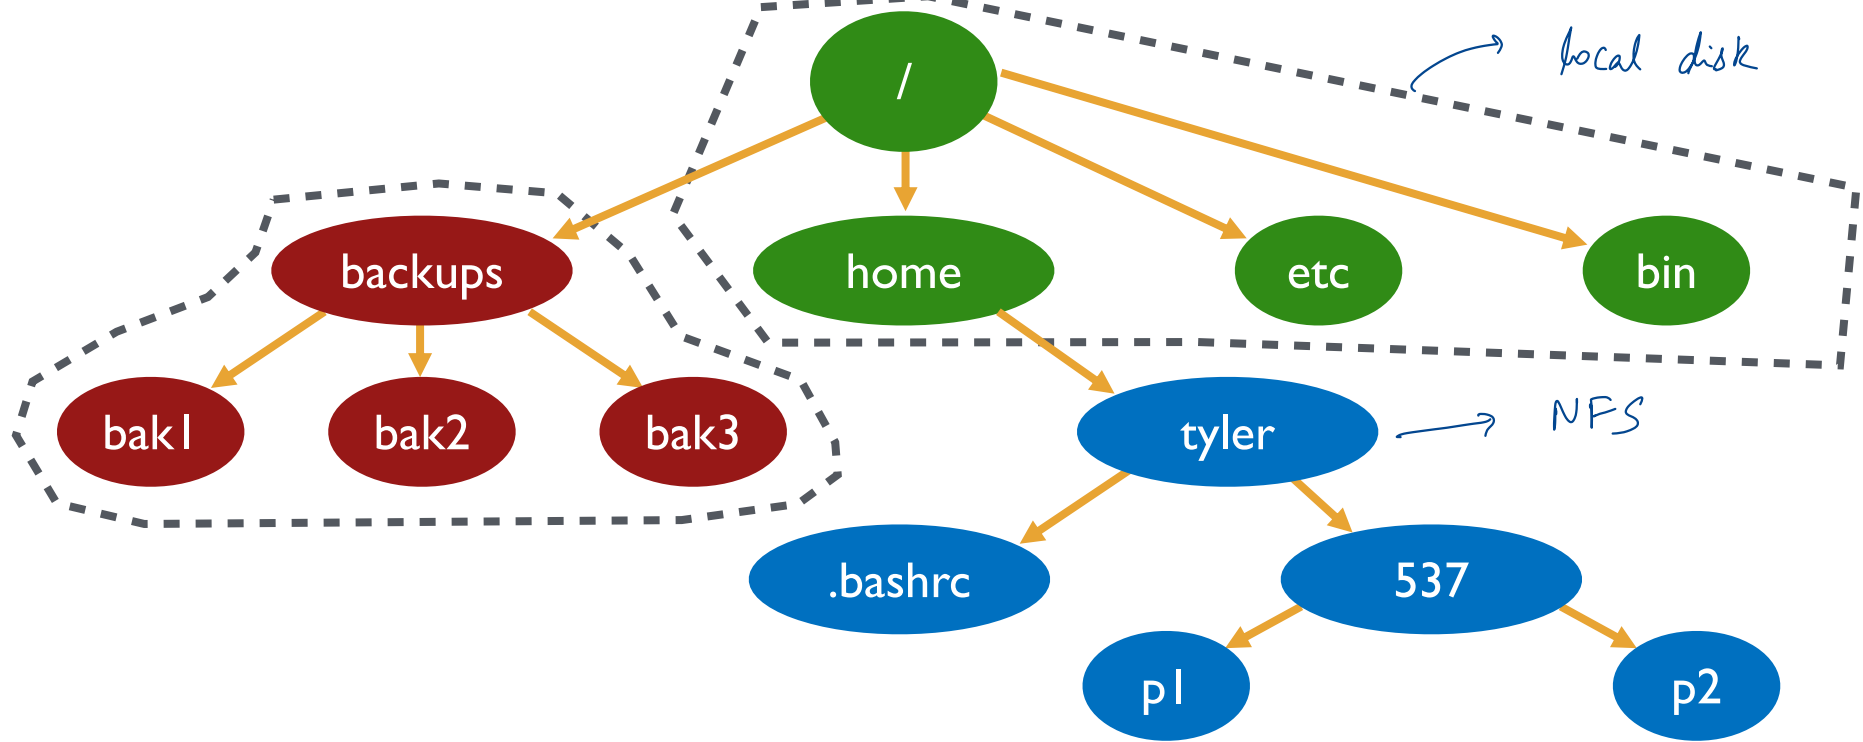 /
local disk
backups
home
etc
bin
bak1
bak2
bak3
tyler
NFS
.bashrc
537
p1
p2